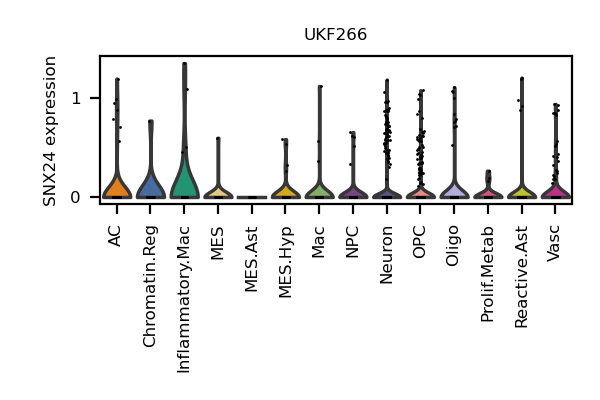 UKF266
SNX24 expression
1
0
AC
Chromatin.Reg
Inflammatory.Mac
MES
MES.Ast
MES.Hyp
Mac
NPC
Neuron
OPC
Oligo
Prolif.Metab
Reactive.Ast
Vasc